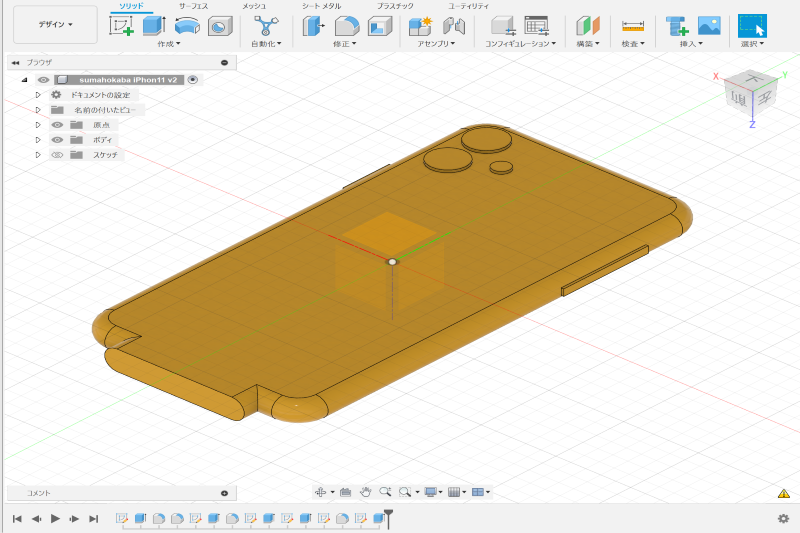 ソリッド サーフェス メッシュ シート メタル プラスチック ユーティリティ
デザイン
作成 自動化 修正 アセンブリ コンフィギュレーション 構築 検査 挿入 選択
ブラウザ
sumahokaba iPhon11 v2
ドキュメントの設定
名前の付いたビュー
原点
ボディ
スケッチ
X
Y
Z
下
コメント